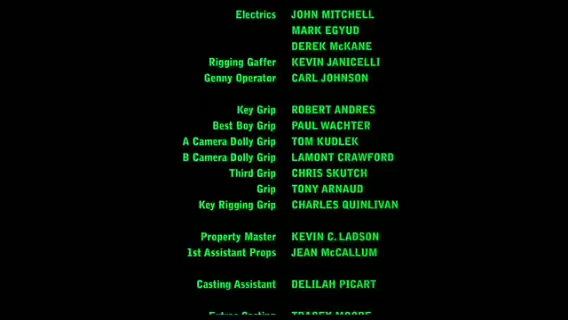 Electrics JOHN MITCHELL
MARK EGYUD
DEREK McKANE
Rigging Gaffer KEVIN JANICELLI
Genny Operator CARL JOHNSON
Key Grip ROBERT ANDRES
Best Boy Grip PAUL WACHTER
A Camera Dolly Grip TOM KUDLEK
B Camera Dolly Grip LAMONT CRAWFORD
Third Grip CHRIS SKUTCH
Grip TONY ARNAUD
Key Rigging Grip CHARLES QUINLIVAN
Property Master KEVIN C. LADSON
1st Assistant Props JEAN McCALLUM
Casting Assistant DELILAH PICART
Extras Casting TRACEY MOORE